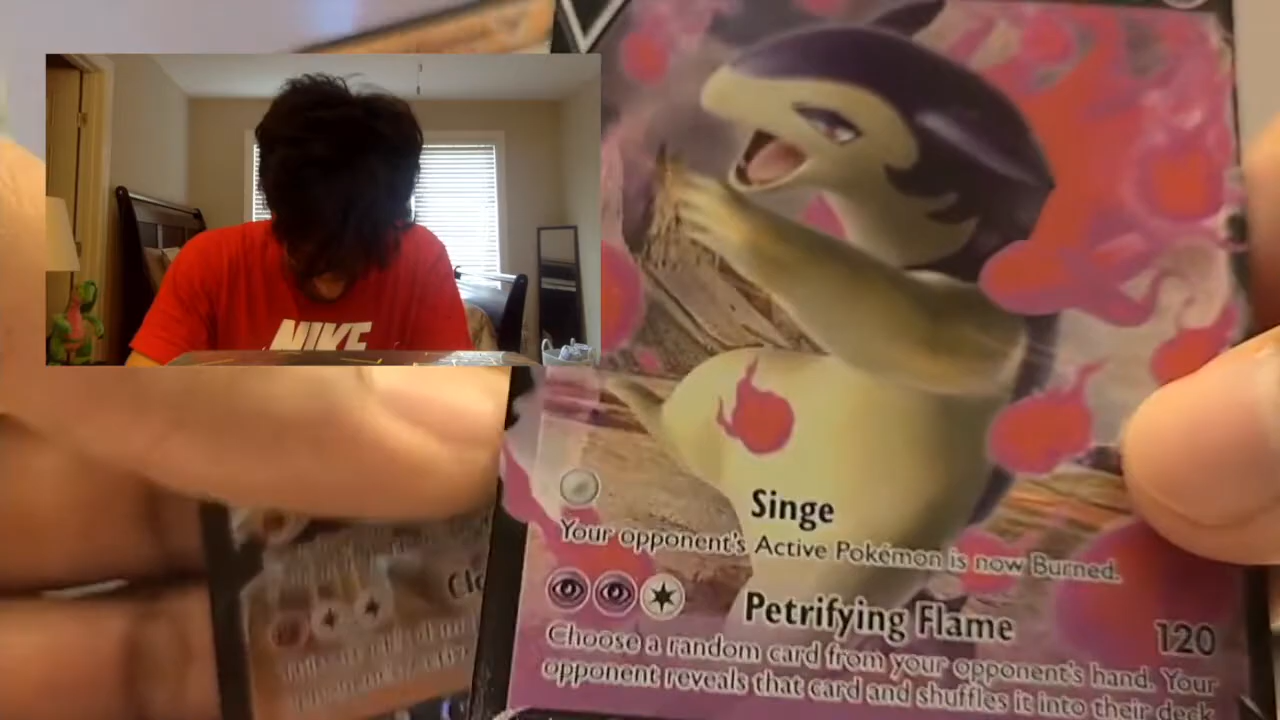 NIKE
Singe
Your opponent's Active Pokémon is now Burned.
Petrifying Flame 120
Choose a random card from your opponent's hand. Your
opponent reveals that card and shuffles it into their deck